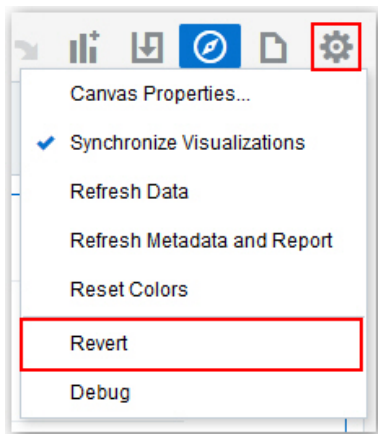 Canvas Properties...
Synchronize Visualizations
Refresh Data
Refresh Metadata and Report
Reset Colors
Revert
Debug